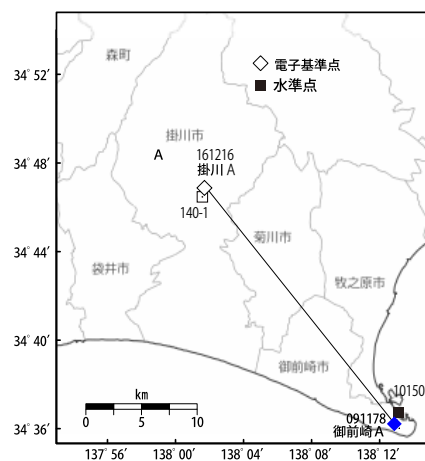 森町
34° 52'
◇ 電子基準点
■ 水準点
掛川市
A
161216
34° 48'
掛川 A
140-1
菊川市
34° 44'
袋井市
牧之原市
34° 40'
御前崎市
km
10150
0 5 10
091178
御前崎 A
34° 36'
137° 56' 138° 00' 138° 04' 138° 08' 138° 12'